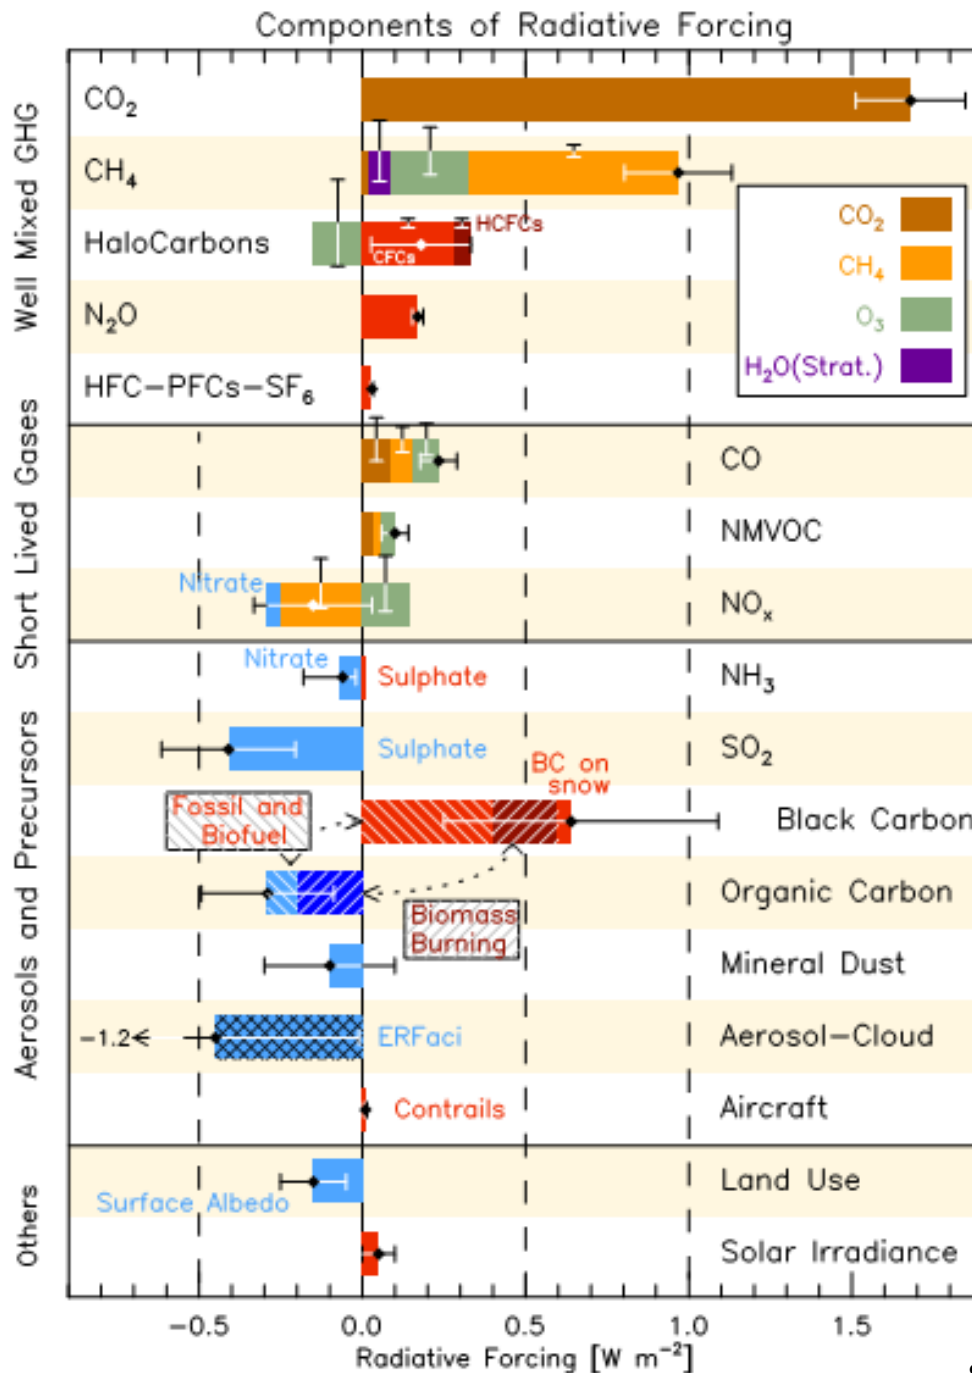 Components of Radiative Forcing
Well Mixed GHG
CO₂
CH₄
HaloCarbons
HCFCs
CFCs
N₂O
HFC−PFCs−SF₆
CO₂
CH₄
O₃
H₂O(Strat.)
Short Lived Gases
CO
NMVOC
Nitrate
NOₓ
Aerosols and Precursors
Nitrate
Sulphate
NH₃
Sulphate
SO₂
BC on
snow
Fossil and
Biofuel
Black Carbon
Organic Carbon
Biomass
Burning
Mineral Dust
−1.2
ERFaci
Aerosol−Cloud
Contrails
Aircraft
Others
Surface Albedo
Land Use
Solar Irradiance
−0.5 0.0 0.5 1.0 1.5
Radiative Forcing [W m⁻²]